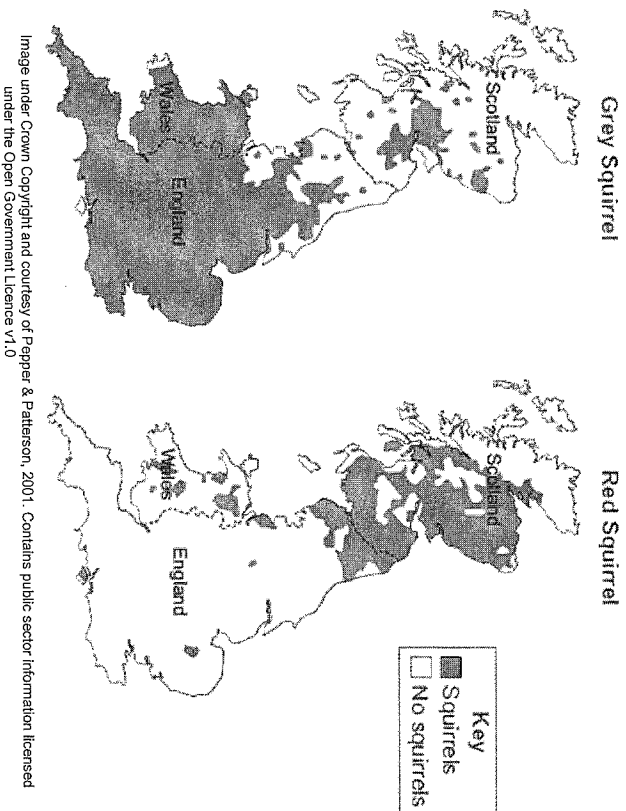 Grey Squirrel
Scotland
Wales
England
Red Squirrel
Scotland
Wales
England
Key
Squirrels
No squirrels
Image under Crown Copyright and courtesy of Pepper & Patterson, 2001. Contains public sector information licensed
under the Open Government Licence v1.0